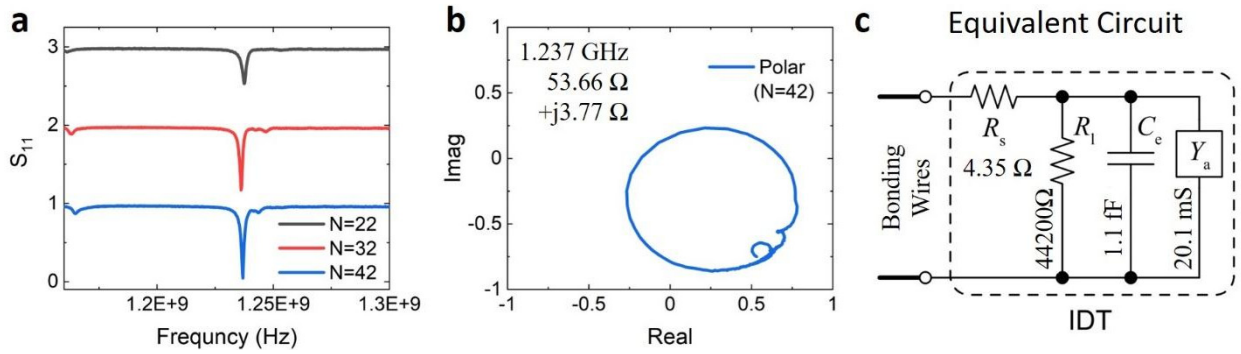 a
3
2
1
0
S11
N=22
N=32
N=42
1.2E+9
1.25E+9
1.3E+9
Frequncy (Hz)
b
1.237 GHz
53.66 Ω
+j3.77 Ω
Polar
(N=42)
1
0.5
0
-0.5
-1
Imag
-1
-0.5
0
0.5
1
Real
c
Equivalent Circuit
Bonding
Wires
Rs
4.35 Ω
Rl
44200Ω
Ce
1.1 fF
Ya
20.1 mS
IDT